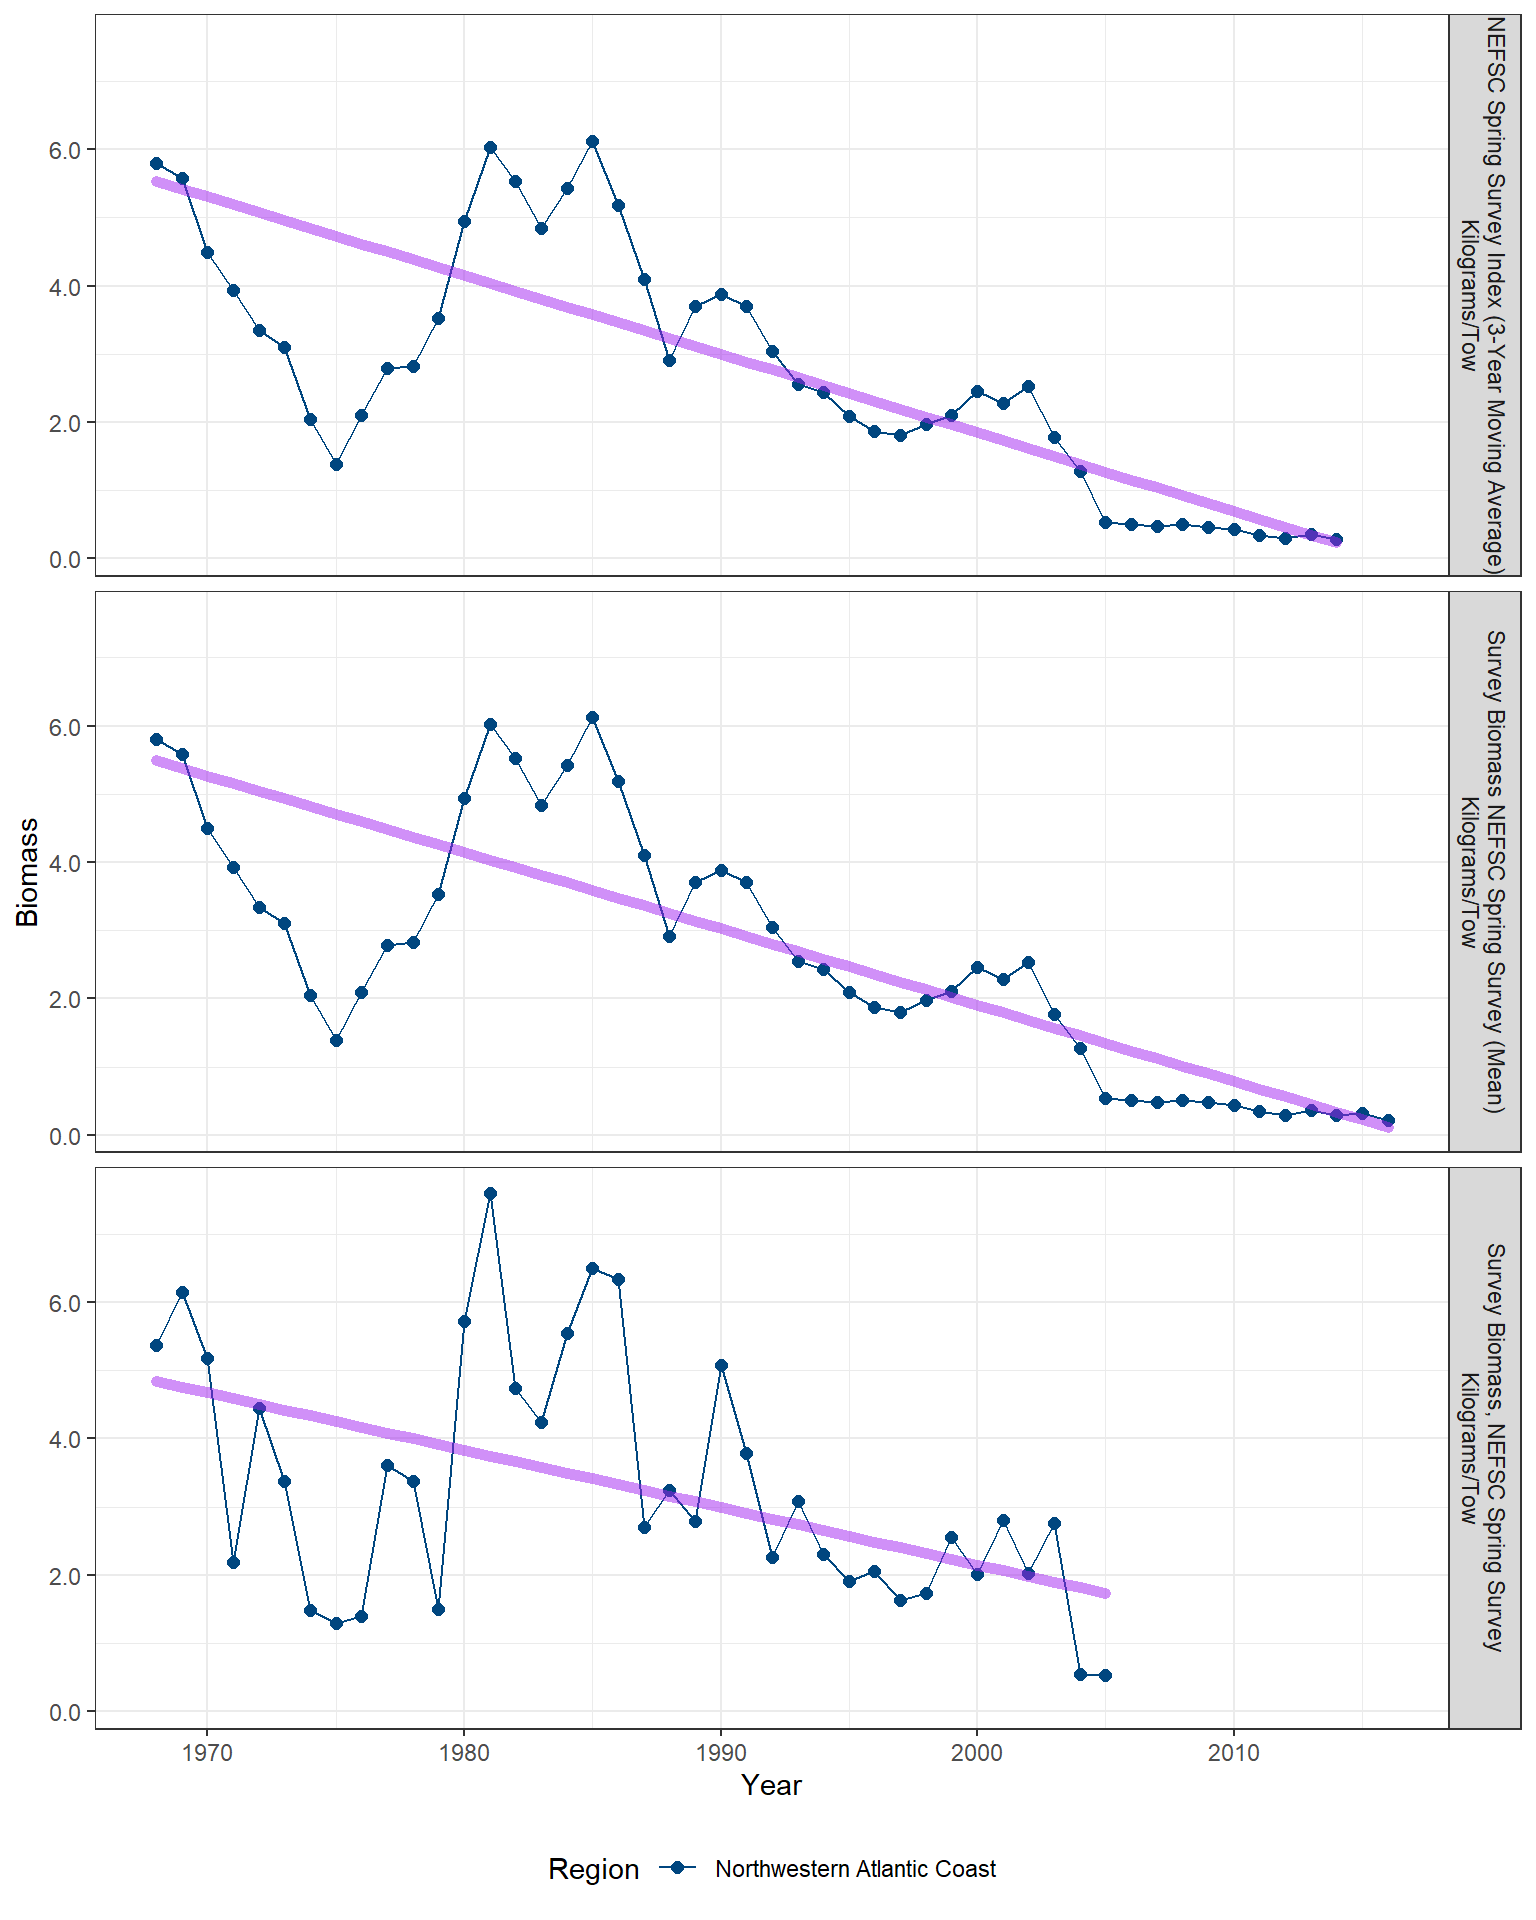 6.0
4.0
2.0
0.0
NEFSC Spring Survey Index (3-Year Moving Average)
Kilograms/Tow
Biomass
6.0
4.0
2.0
0.0
Survey Biomass NEFSC Spring Survey (Mean)
Kilograms/Tow
6.0
4.0
2.0
0.0
Survey Biomass, NEFSC Spring Survey
Kilograms/Tow
1970 1980 1990 2000 2010
Year
Region Northwestern Atlantic Coast